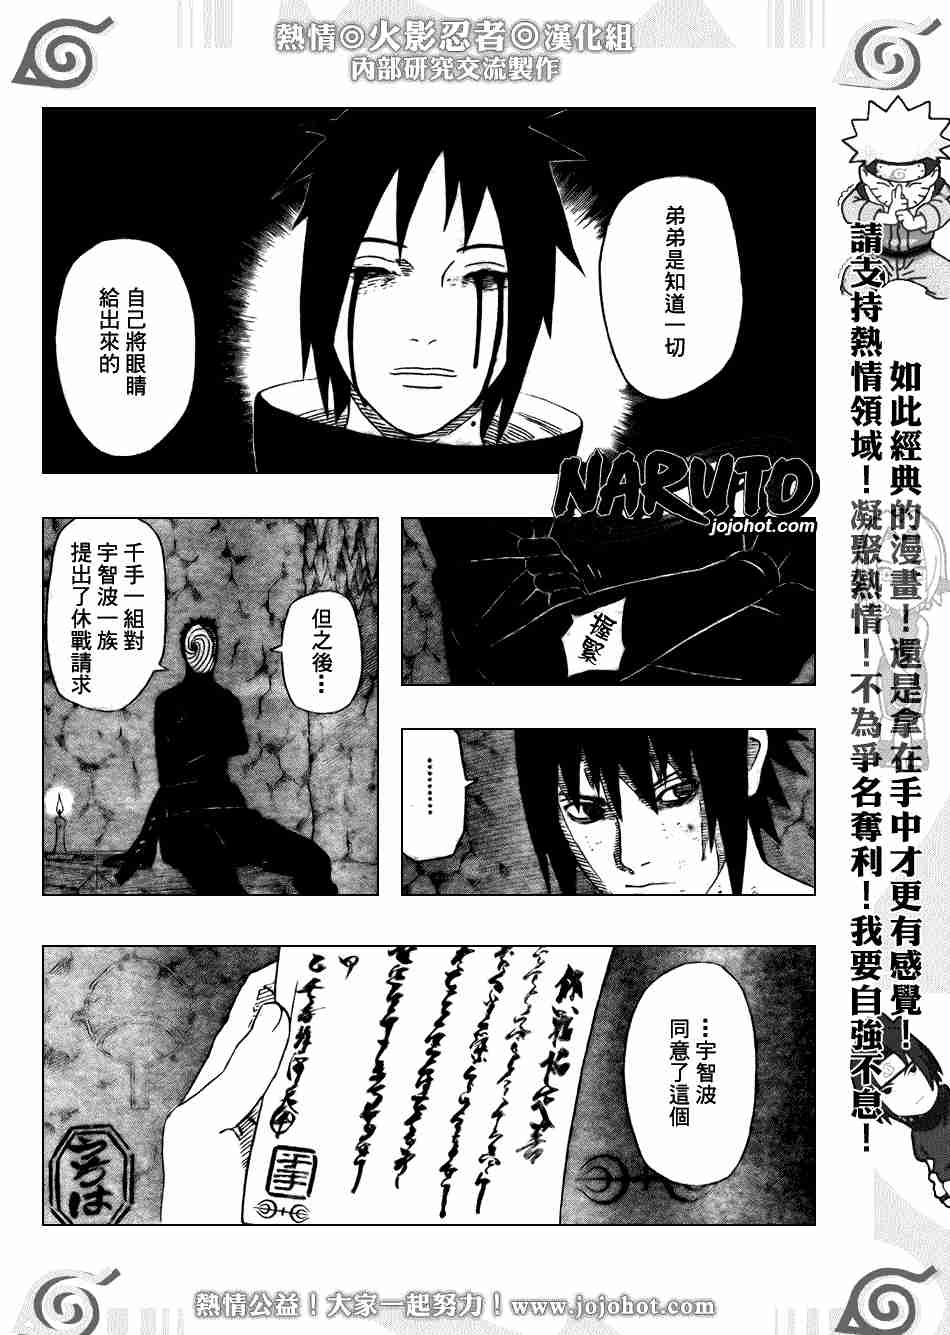 熱情◎火影忍者◎漢化組
內部研究交流製作
弟弟是知道一切
自己將眼睛
給出來的
NARUTO
jojohot.com
握緊
………
但之後…
千手一組對
宇智波一族
提出了休戰請求
…宇智波
同意了這個
千手
いろは
如此經典的漫畫！還是拿在手中才更有感覺！
請支持熱情領域！凝聚熱情！不為爭名奪利！我要自強不息！
熱情公益！大家一起努力！www.jojohot.com